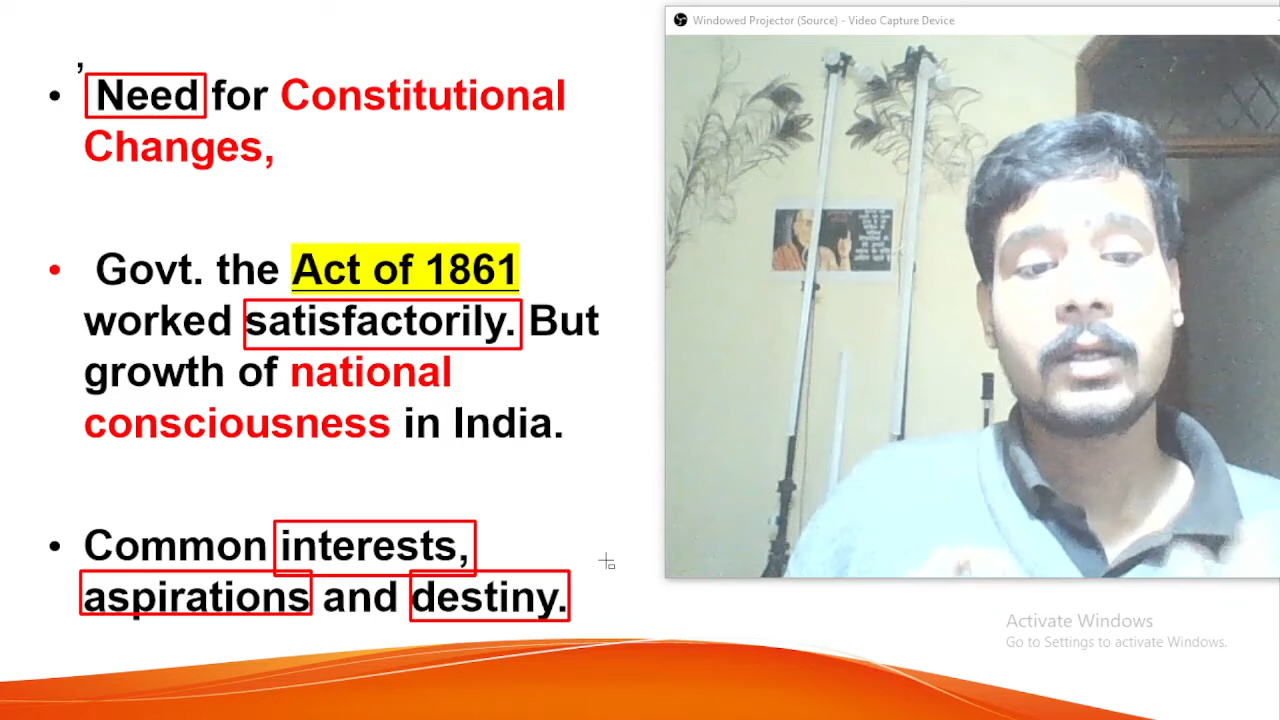 Windowed Projector (Source) - Video Capture Device
,
• Need for Constitutional
Changes,
• Govt. the Act of 1861
worked satisfactorily. But
growth of national
consciousness in India.
• Common interests,
aspirations and destiny.
Activate Windows
Go to Settings to activate Windows.